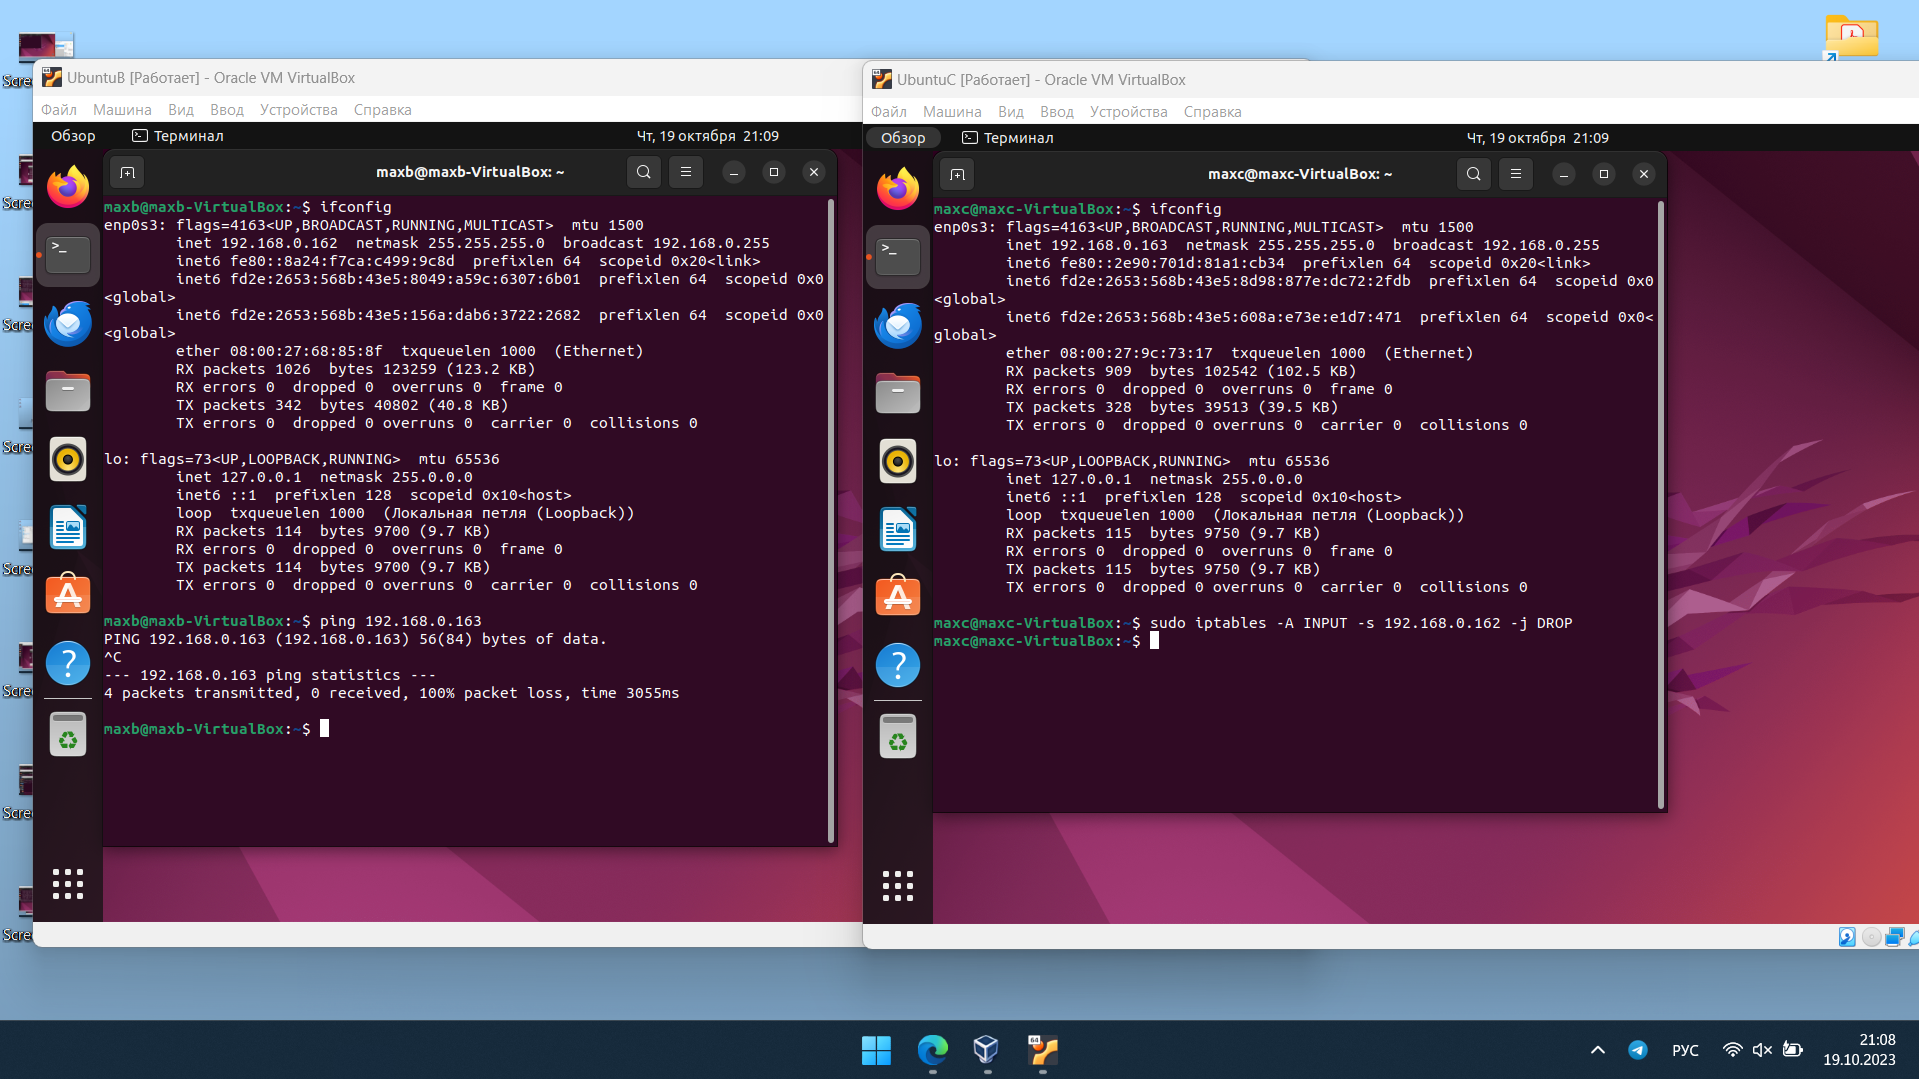 Scree
Scree
Scree
Scree
Scree
Scree
Scree
Scree
UbuntuB [Работает] - Oracle VM VirtualBox
Файл Машина Вид Ввод Устройства Справка
Обзор Терминал Чт, 19 октября 21:09
maxb@maxb-VirtualBox: ~
maxb@maxb-VirtualBox:~$ ifconfig
enp0s3: flags=4163<UP,BROADCAST,RUNNING,MULTICAST>  mtu 1500
        inet 192.168.0.162  netmask 255.255.255.0  broadcast 192.168.0.255
        inet6 fe80::8a24:f7ca:c499:9c8d  prefixlen 64  scopeid 0x20<link>
        inet6 fd2e:2653:568b:43e5:8049:a59c:6307:6b01  prefixlen 64  scopeid 0x0
<global>
        inet6 fd2e:2653:568b:43e5:156a:dab6:3722:2682  prefixlen 64  scopeid 0x0
<global>
        ether 08:00:27:68:85:8f  txqueuelen 1000  (Ethernet)
        RX packets 1026  bytes 123259 (123.2 KB)
        RX errors 0  dropped 0  overruns 0  frame 0
        TX packets 342  bytes 40802 (40.8 KB)
        TX errors 0  dropped 0 overruns 0  carrier 0  collisions 0
lo: flags=73<UP,LOOPBACK,RUNNING>  mtu 65536
        inet 127.0.0.1  netmask 255.0.0.0
        inet6 ::1  prefixlen 128  scopeid 0x10<host>
        loop  txqueuelen 1000  (Локальная петля (Loopback))
        RX packets 114  bytes 9700 (9.7 KB)
        RX errors 0  dropped 0  overruns 0  frame 0
        TX packets 114  bytes 9700 (9.7 KB)
        TX errors 0  dropped 0 overruns 0  carrier 0  collisions 0
maxb@maxb-VirtualBox:~$ ping 192.168.0.163
PING 192.168.0.163 (192.168.0.163) 56(84) bytes of data.
^C
--- 192.168.0.163 ping statistics ---
4 packets transmitted, 0 received, 100% packet loss, time 3055ms
maxb@maxb-VirtualBox:~$
UbuntuC [Работает] - Oracle VM VirtualBox
Файл Машина Вид Ввод Устройства Справка
Обзор Терминал Чт, 19 октября 21:09
maxc@maxc-VirtualBox: ~
maxc@maxc-VirtualBox:~$ ifconfig
enp0s3: flags=4163<UP,BROADCAST,RUNNING,MULTICAST>  mtu 1500
        inet 192.168.0.163  netmask 255.255.255.0  broadcast 192.168.0.255
        inet6 fe80::2e90:701d:81a1:cb34  prefixlen 64  scopeid 0x20<link>
        inet6 fd2e:2653:568b:43e5:8d98:877e:dc72:2fdb  prefixlen 64  scopeid 0x0
<global>
        inet6 fd2e:2653:568b:43e5:608a:e73e:e1d7:471  prefixlen 64  scopeid 0x0<
global>
        ether 08:00:27:9c:73:17  txqueuelen 1000  (Ethernet)
        RX packets 909  bytes 102542 (102.5 KB)
        RX errors 0  dropped 0  overruns 0  frame 0
        TX packets 328  bytes 39513 (39.5 KB)
        TX errors 0  dropped 0 overruns 0  carrier 0  collisions 0
lo: flags=73<UP,LOOPBACK,RUNNING>  mtu 65536
        inet 127.0.0.1  netmask 255.0.0.0
        inet6 ::1  prefixlen 128  scopeid 0x10<host>
        loop  txqueuelen 1000  (Локальная петля (Loopback))
        RX packets 115  bytes 9750 (9.7 KB)
        RX errors 0  dropped 0  overruns 0  frame 0
        TX packets 115  bytes 9750 (9.7 KB)
        TX errors 0  dropped 0 overruns 0  carrier 0  collisions 0
maxc@maxc-VirtualBox:~$ sudo iptables -A INPUT -s 192.168.0.162 -j DROP
maxc@maxc-VirtualBox:~$
64
РУС
21:08
19.10.2023